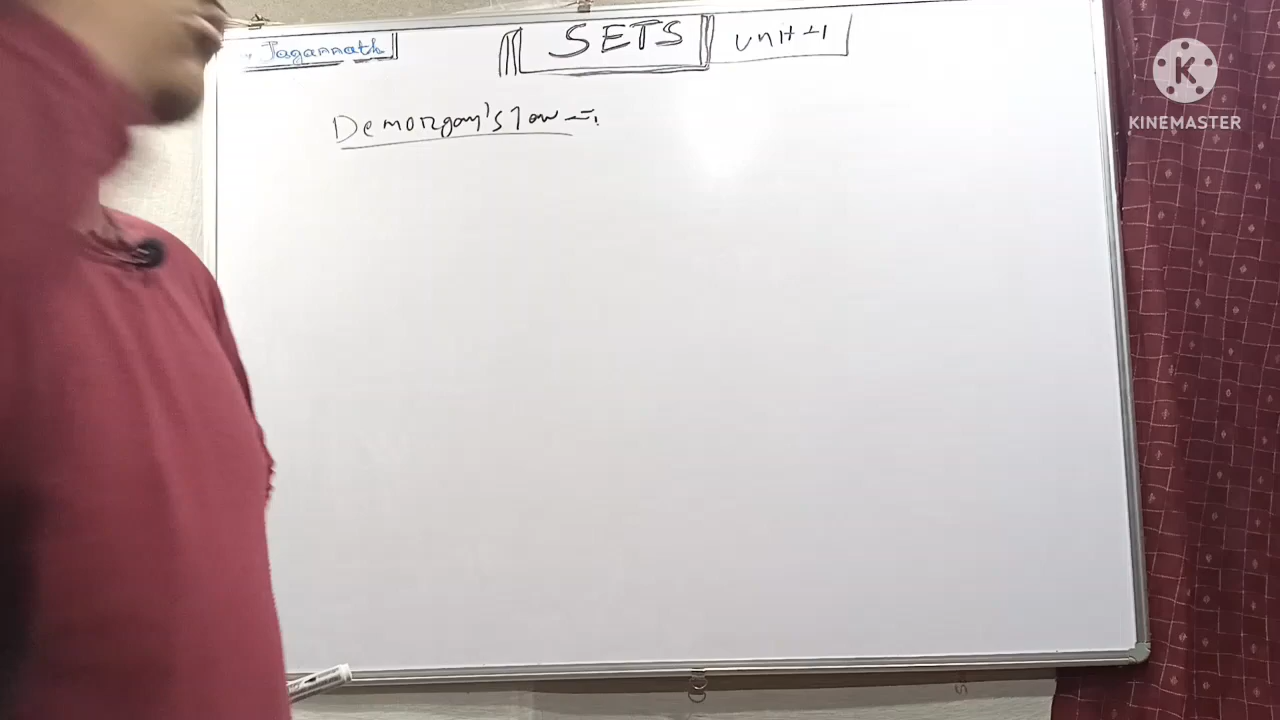 Jagannath
SETS
Unit-1
Demorgan's law =:
KINEMASTER